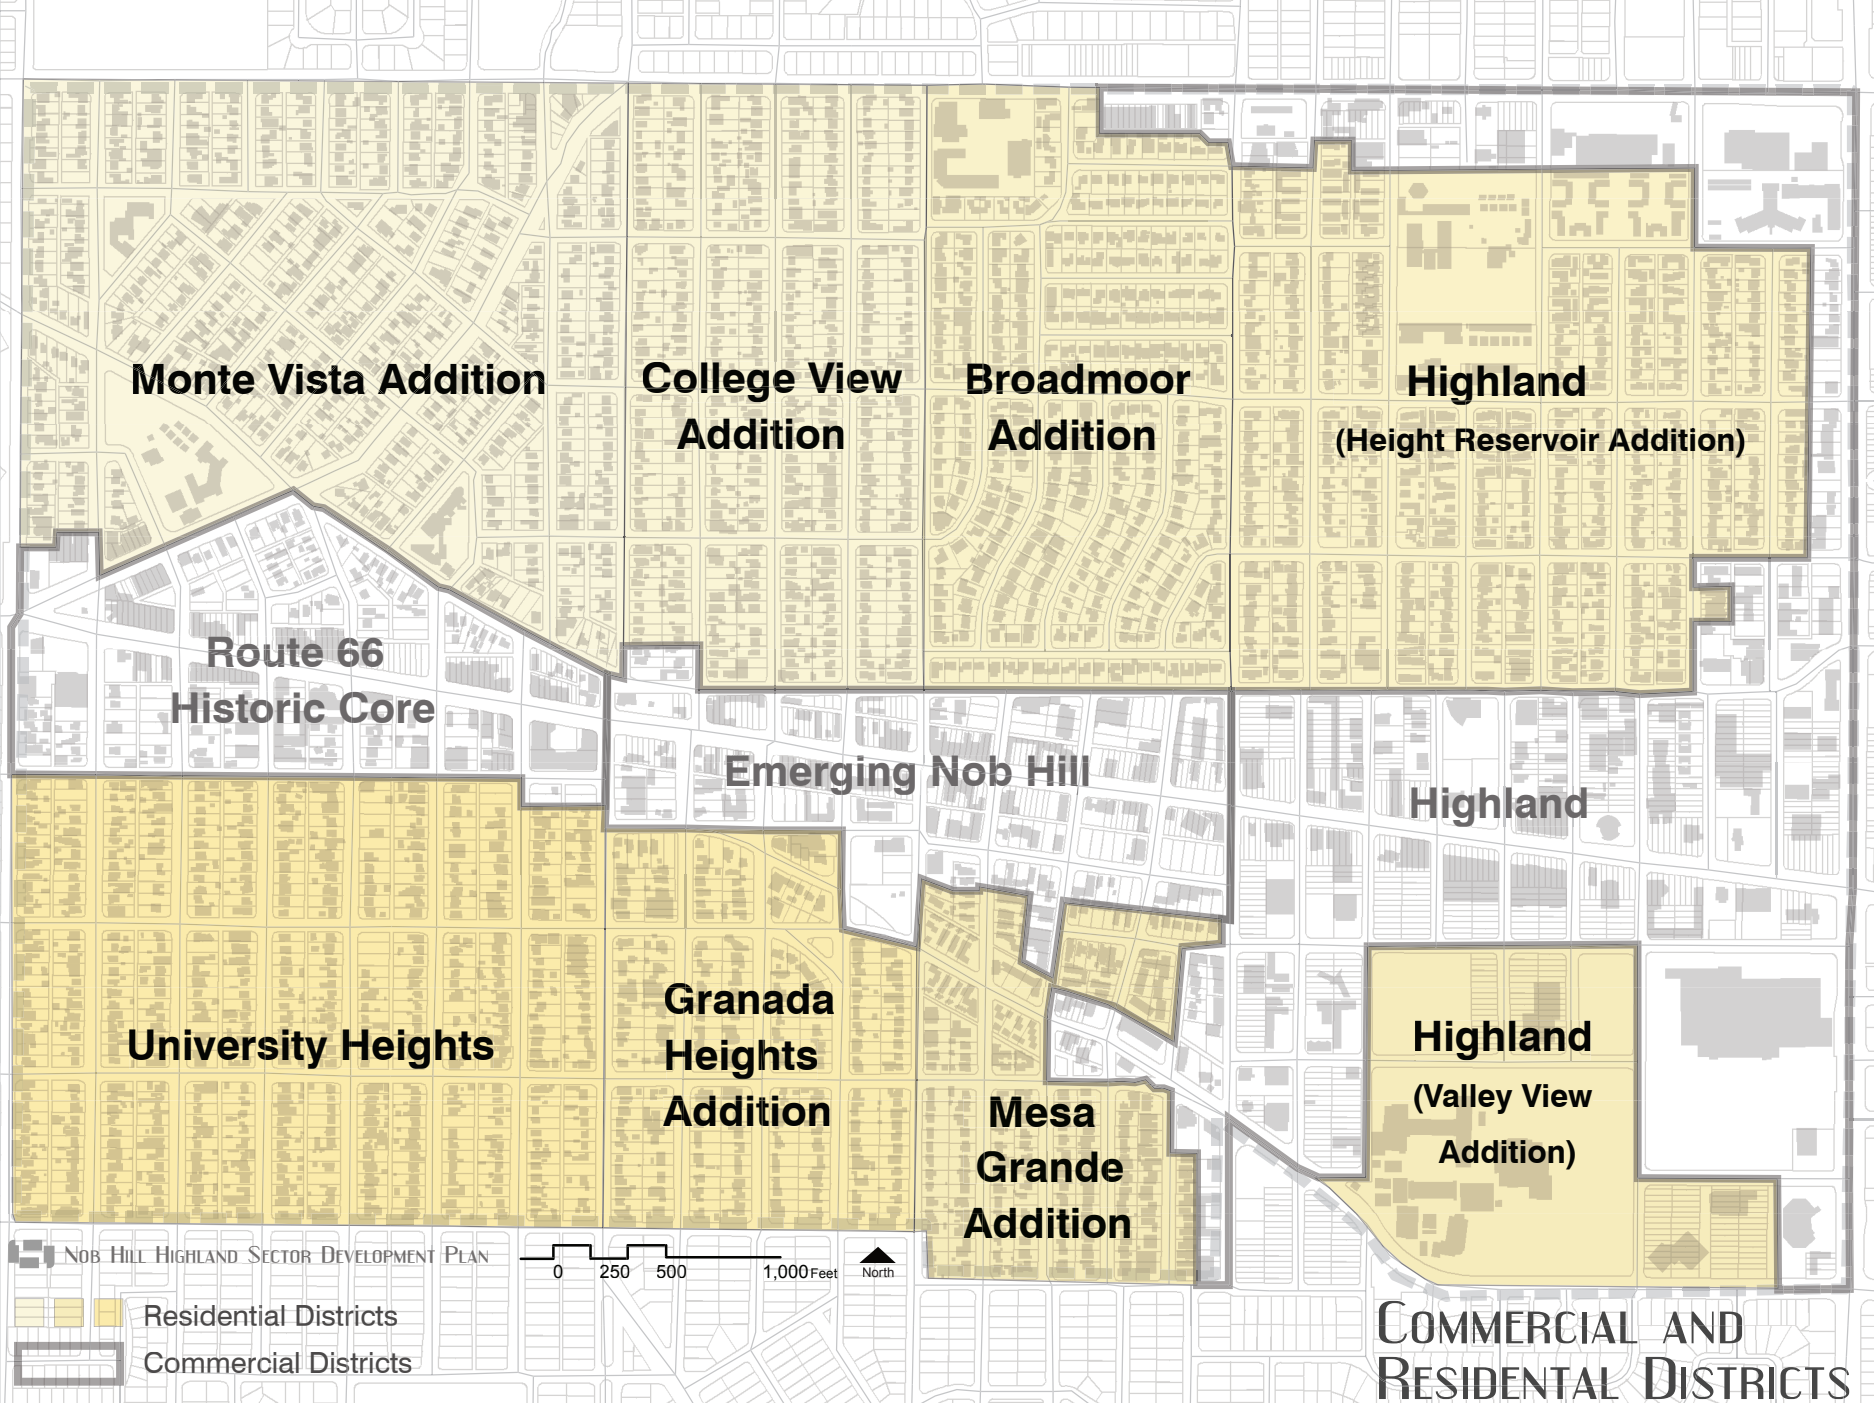 Monte Vista Addition
College View
Addition
Broadmoor
Addition
Highland
(Height Reservoir Addition)
Route 66
Historic Core
Emerging Nob Hill
Highland
University Heights
Granada
Heights
Addition
Mesa
Grande
Addition
Highland
(Valley View
Addition)
NOB HILL HIGHLAND SECTOR DEVELOPMENT PLAN
0 250 500 1,000 Feet
North
Residential Districts
Commercial Districts
COMMERCIAL AND
RESIDENTAL DISTRICTS